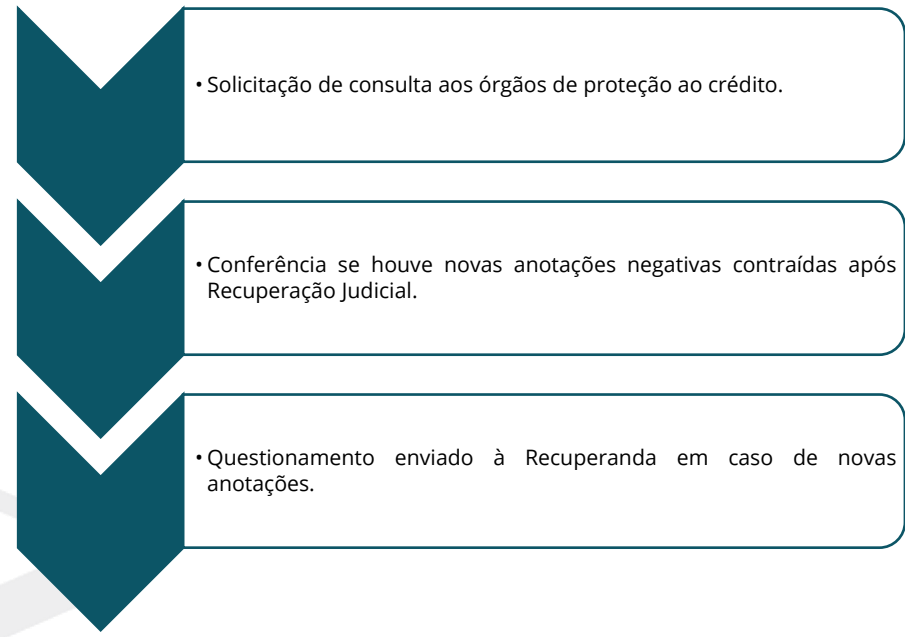 • Solicitação de consulta aos órgãos de proteção ao crédito.
• Conferência se houve novas anotações negativas contraídas após
Recuperação Judicial.
• Questionamento enviado à Recuperanda em caso de novas
anotações.